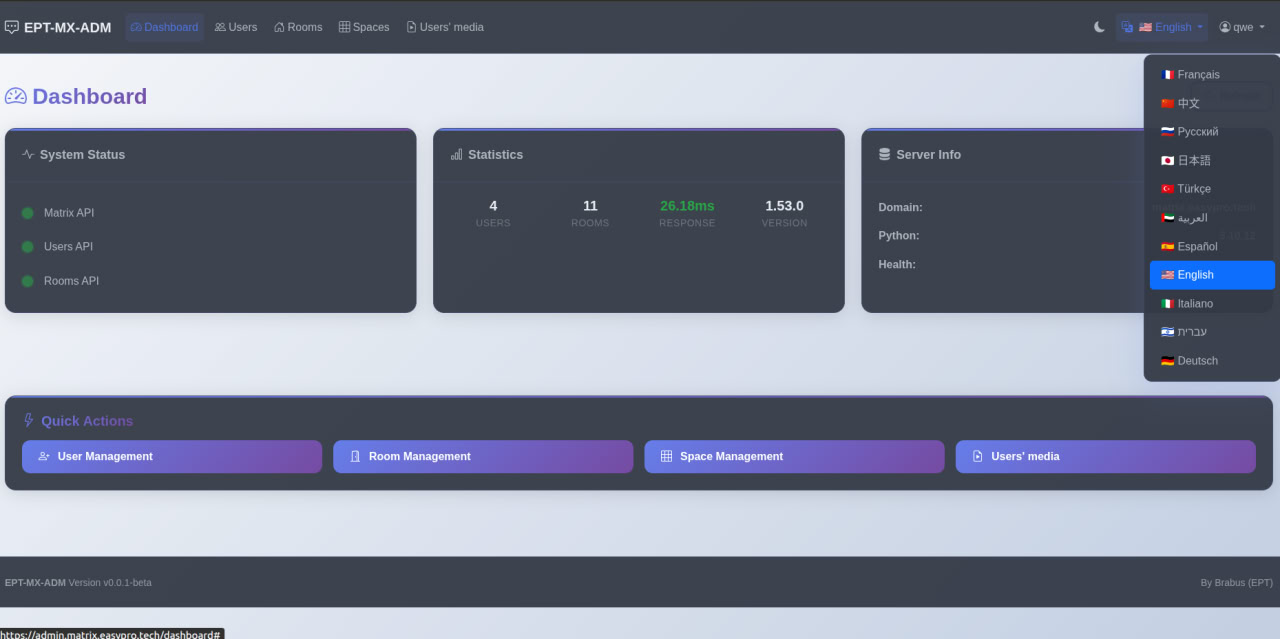 EPT-MX-ADM Dashboard Users Rooms Spaces Users' media English qwe
Français
中文
Русский
日本語
Türkçe
العربية
Español
English
Italiano
עברית
Deutsch
Dashboard
System Status
Matrix API
Users API
Rooms API
Statistics
4 11 26.18ms 1.53.0
USERS ROOMS RESPONSE VERSION
Server Info
Domain:
Python:
Health:
Quick Actions
User Management Room Management Space Management Users' media
EPT-MX-ADM Version v0.0.1-beta
By Brabus (EPT)
https://admin.matrix.easypro.tech/dashboard#